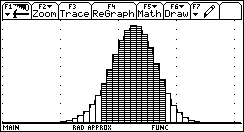 F1 F2 F3 F4 F5 F6 F7
Zoom Trace ReGraph Math Draw
MAIN RAD APPROX FUNC